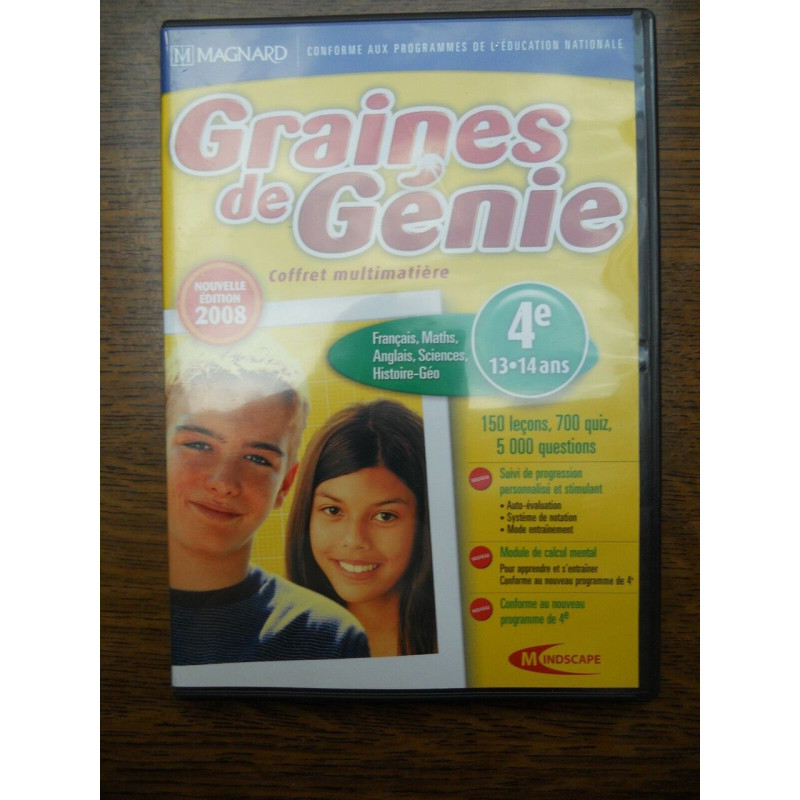 MAGNARD
CONFORME AUX PROGRAMMES DE L'ÉDUCATION NATIONALE
Graines
de Génie
Coffret multimatière
NOUVELLE
ÉDITION
2008
Français, Maths,
Anglais, Sciences,
Histoire-Géo
4e
13•14 ans
150 leçons, 700 quiz,
5 000 questions
NOUVEAU
Suivi de progression
personnalisé et stimulant
• Auto-évaluation
• Système de notation
• Mode entraînement
NOUVEAU
Module de calcul mental
Pour apprendre et s'entraîner
Conforme au nouveau programme de 4e
NOUVEAU
Conforme au nouveau
programme de 4e
MINDSCAPE